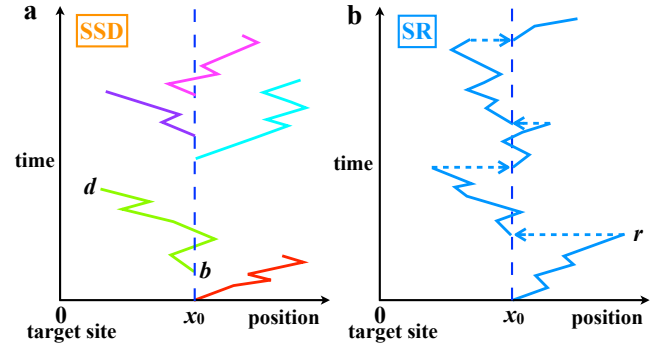 a
SSD
time
d
b
0
x0
position
target site
b
SR
time
r
0
x0
position
target site